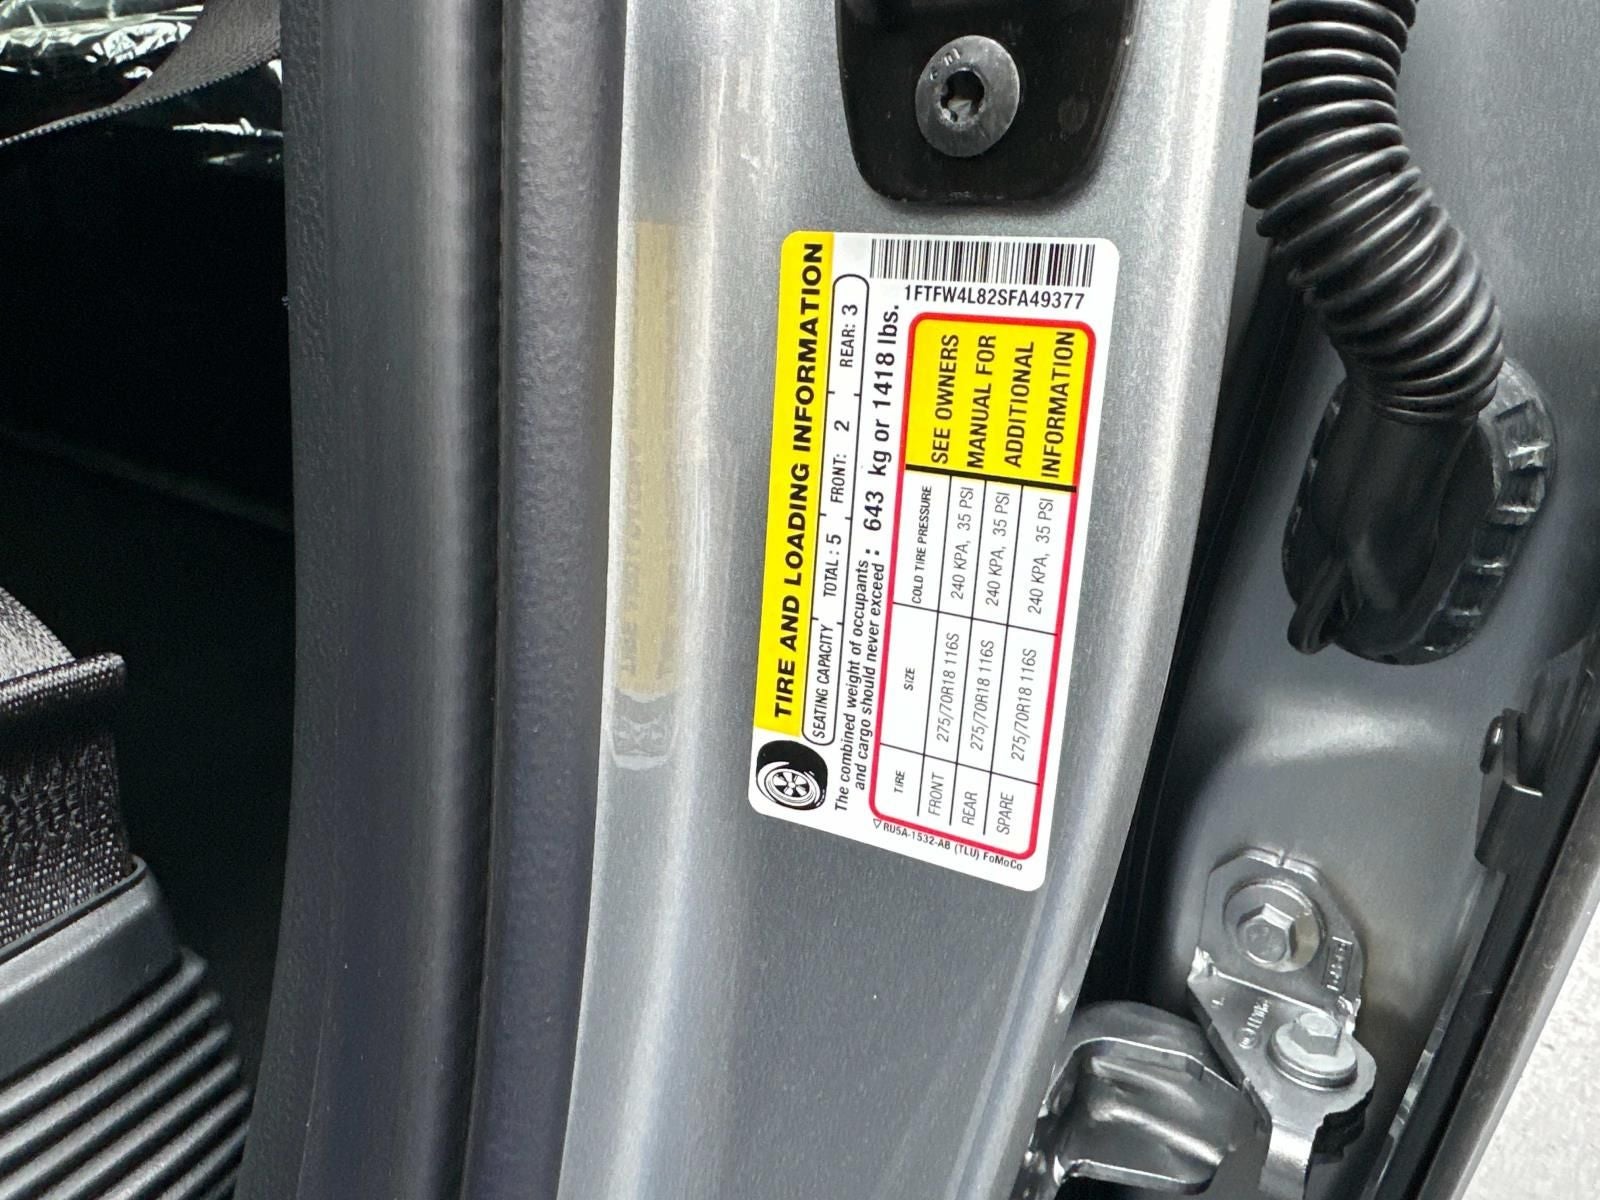 TIRE AND LOADING INFORMATION
SEATING CAPACITY TOTAL : 5 FRONT: 2 REAR: 3
The combined weight of occupants
and cargo should never exceed : 643 kg or 1418 lbs.
TIRE SIZE COLD TIRE PRESSURE
FRONT 275/70R18 116S 240 KPA, 35 PSI
REAR 275/70R18 116S 240 KPA, 35 PSI
SPARE 275/70R18 116S 240 KPA, 35 PSI
SEE OWNERS
MANUAL FOR
ADDITIONAL
INFORMATION
1FTFW4L82SFA49377
RU5A-1532-AB (TLU) FoMoCo